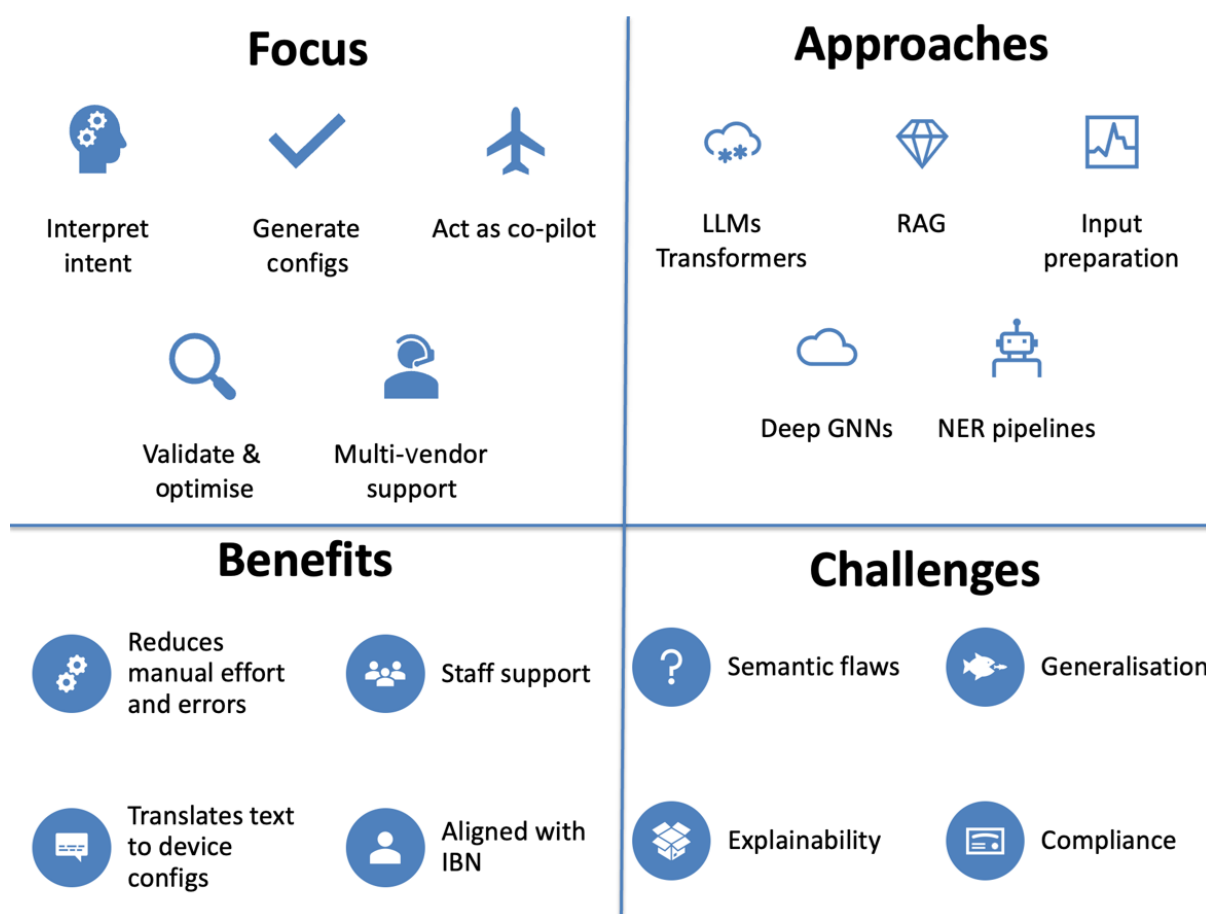 Focus
Interpret
intent
Generate
configs
Act as co-pilot
Validate &
optimise
Multi-vendor
support
Approaches
LLMs
Transformers
RAG
Input
preparation
Deep GNNs
NER pipelines
Benefits
Reduces
manual effort
and errors
Staff support
Translates text
to device
configs
Aligned with
IBN
Challenges
Semantic flaws
Generalisation
Explainability
Compliance